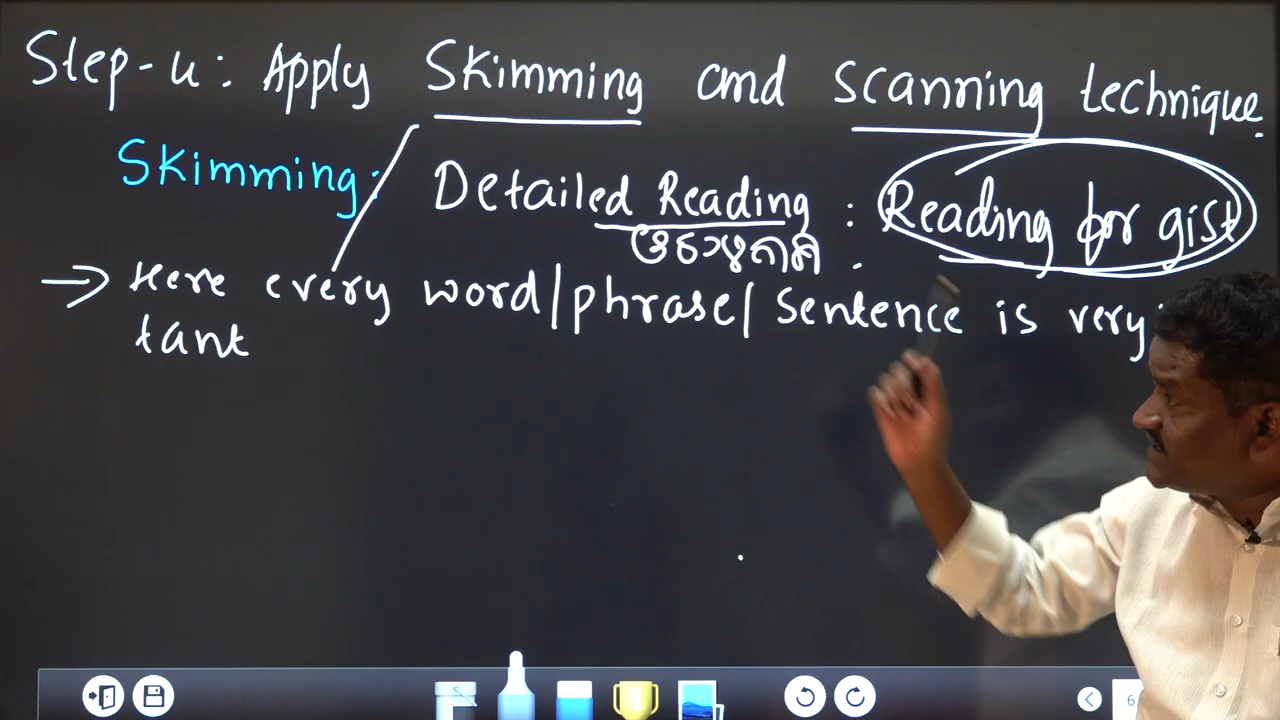 Step-4: Apply Skimming and Scanning technique.
Skimming: Detailed Reading : Reading for gist
→ Here every word/phrase/sentence is very
tant
6